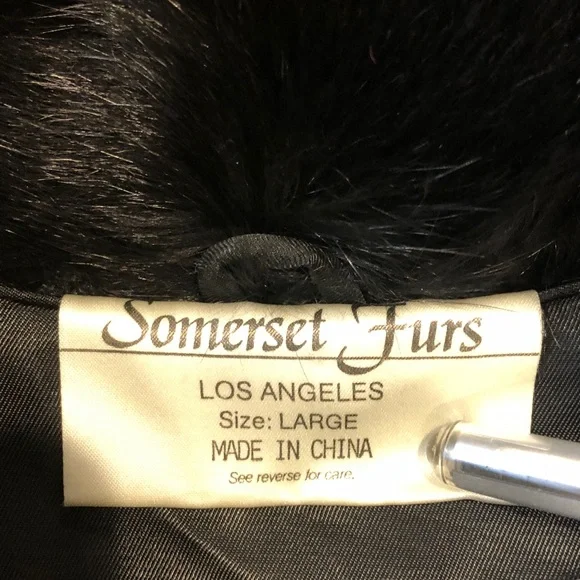 Somerset Furs
LOS ANGELES
Size: LARGE
MADE IN CHINA
See reverse for care.